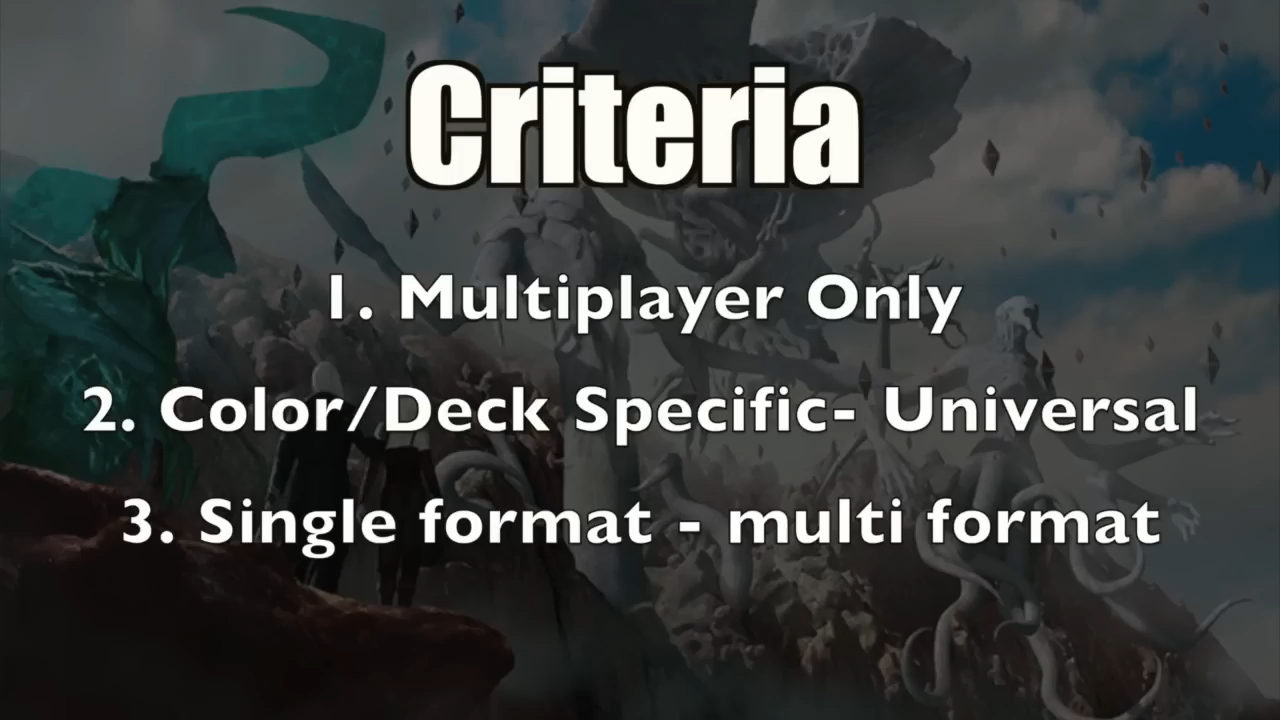 Criteria
1. Multiplayer Only
2. Color/Deck Specific- Universal
3. Single format - multi format